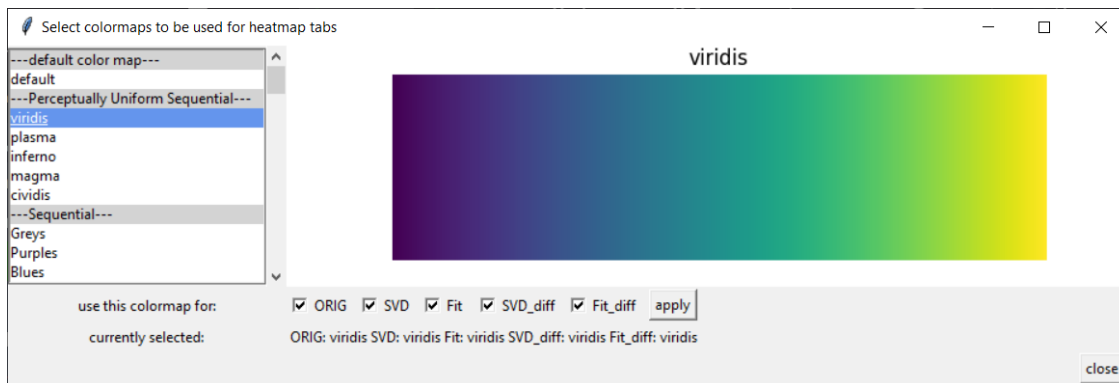 Select colormaps to be used for heatmap tabs
---default color map---
default
---Perceptually Uniform Sequential---
viridis
plasma
inferno
magma
cividis
---Sequential---
Greys
Purples
Blues
viridis
use this colormap for: ORIG SVD Fit SVD_diff Fit_diff apply
currently selected: ORIG: viridis SVD: viridis Fit: viridis SVD_diff: viridis Fit_diff: viridis
close